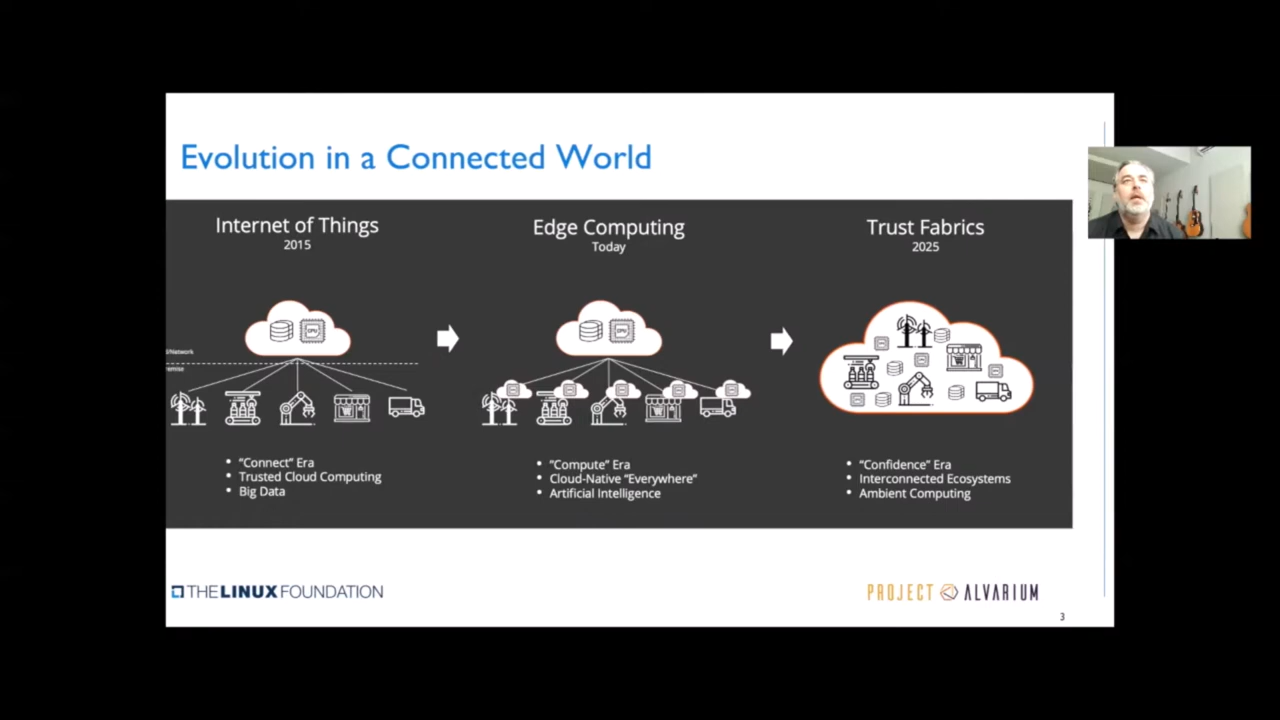 Evolution in a Connected World
Internet of Things
2015
Edge Computing
Today
Trust Fabrics
2025
CPU
CPU
"Connect" Era
Trusted Cloud Computing
Big Data
"Compute" Era
Cloud-Native "Everywhere"
Artificial Intelligence
"Confidence" Era
Interconnected Ecosystems
Ambient Computing
THE LINUX FOUNDATION
PROJECT ALVARIUM
3